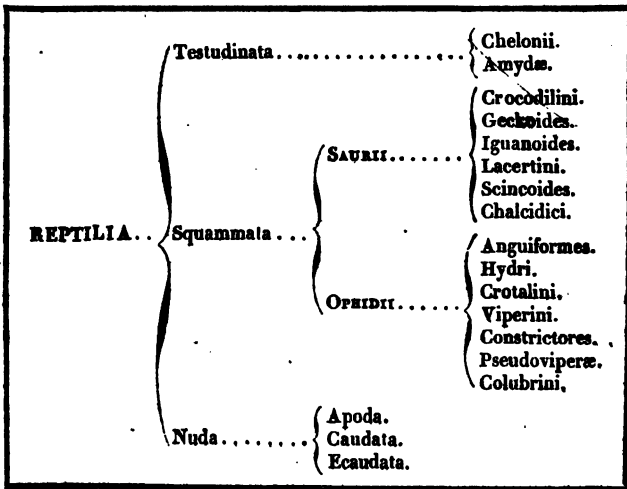 Testudinata
Chelonii.
Amydæ.
REPTILIA
Squammata
SAURII
Crocodilini.
Geckoides.
Iguanoides.
Lacertini.
Scincoides.
Chalcidici.
OPHIDII
Anguiformes.
Hydri.
Crotalini.
Viperini.
Constrictores.
Pseudoviperæ.
Colubrini.
Nuda
Apoda.
Caudata.
Ecaudata.